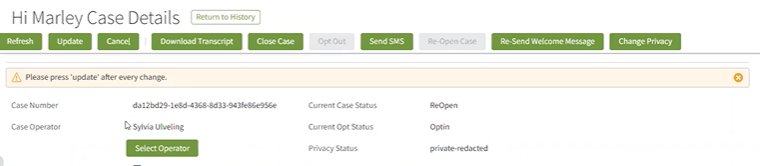 Hi Marley Case Details Return to History
Refresh Update Cancel Download Transcript Close Case Opt Out Send SMS Re-Open Case Re-Send Welcome Message Change Privacy
Please press 'update' after every change.
Case Number da12bd29-1e8d-4368-8d33-943fe86e956e Current Case Status ReOpen
Case Operator Sylvia Ulveling Current Opt Status Optin
Select Operator Privacy Status private-redacted